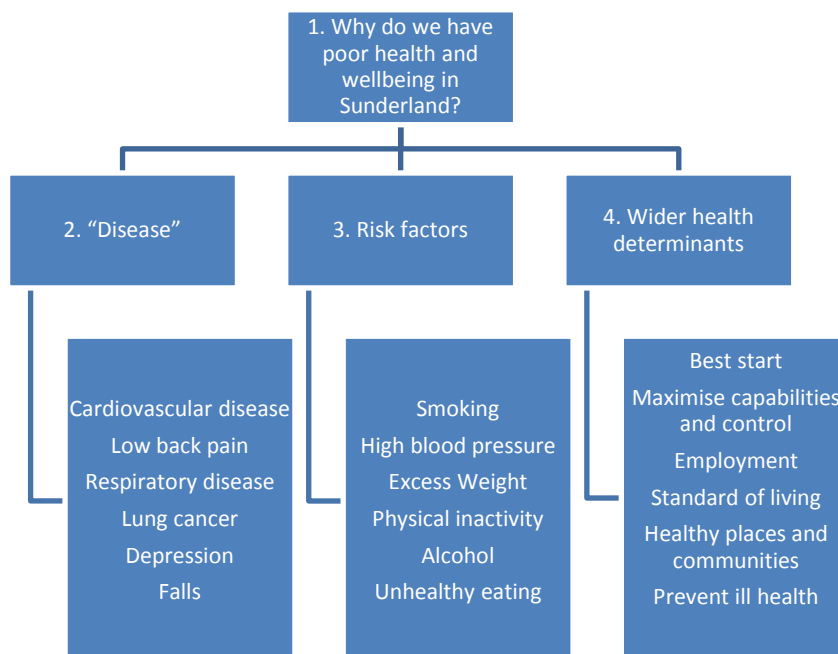 1. Why do we have
poor health and
wellbeing in
Sunderland?
2. “Disease”
3. Risk factors
4. Wider health
determinants
Cardiovascular disease
Low back pain
Respiratory disease
Lung cancer
Depression
Falls
Smoking
High blood pressure
Excess Weight
Physical inactivity
Alcohol
Unhealthy eating
Best start
Maximise capabilities
and control
Employment
Standard of living
Healthy places and
communities
Prevent ill health